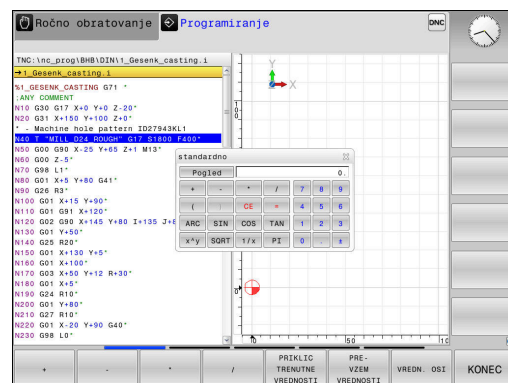 Ročno obratovanje
Programiranje
DNC
TNC:\nc_prog\BHB\DIN\1_Gesenk_casting.i
→1_Gesenk_casting.i
%1_GESENK_CASTING G71 *
;ANY COMMENT
N10 G30 G17 X+0 Y+0 Z-20*
N20 G31 X+150 Y+100 Z+0*
* - Machine hole pattern ID27943KL1
N40 T "MILL_D24_ROUGH" G17 S1800 F400*
N50 G00 G90 X-25 Y+65 Z+1 M13*
N60 G00 Z-5*
N70 G98 L1*
N80 G01 X+5 Y+80 G41*
N90 G26 R3*
N100 G01 X+15 Y+90*
N110 G01 G91 X+120*
N120 G02 G90 X+145 Y+80 I+135 J+8
N130 G01 Y+50*
N140 G25 R20*
N150 G01 X+130 Y+5*
N160 G01 X+100*
N170 G03 X+50 Y+12 R+30*
N180 G01 X+5*
N190 G24 R10*
N200 G01 Y+80*
N210 G27 R10*
N220 G01 X-20 Y+90 G40*
N230 G98 L0*
Y
X
100
0
0
50
10
standardno
Pogled
0.
+ - * / 7 8 9
( ) CE = 4 5 6
ARC SIN COS TAN 1 2 3
x^y SQRT 1/x PI 0 . ±
+
-
*
/
PRIKLIC TRENUTNE VREDNOSTI
PRE-VZEM VREDNOSTI
VREDN. OSI
KONEC